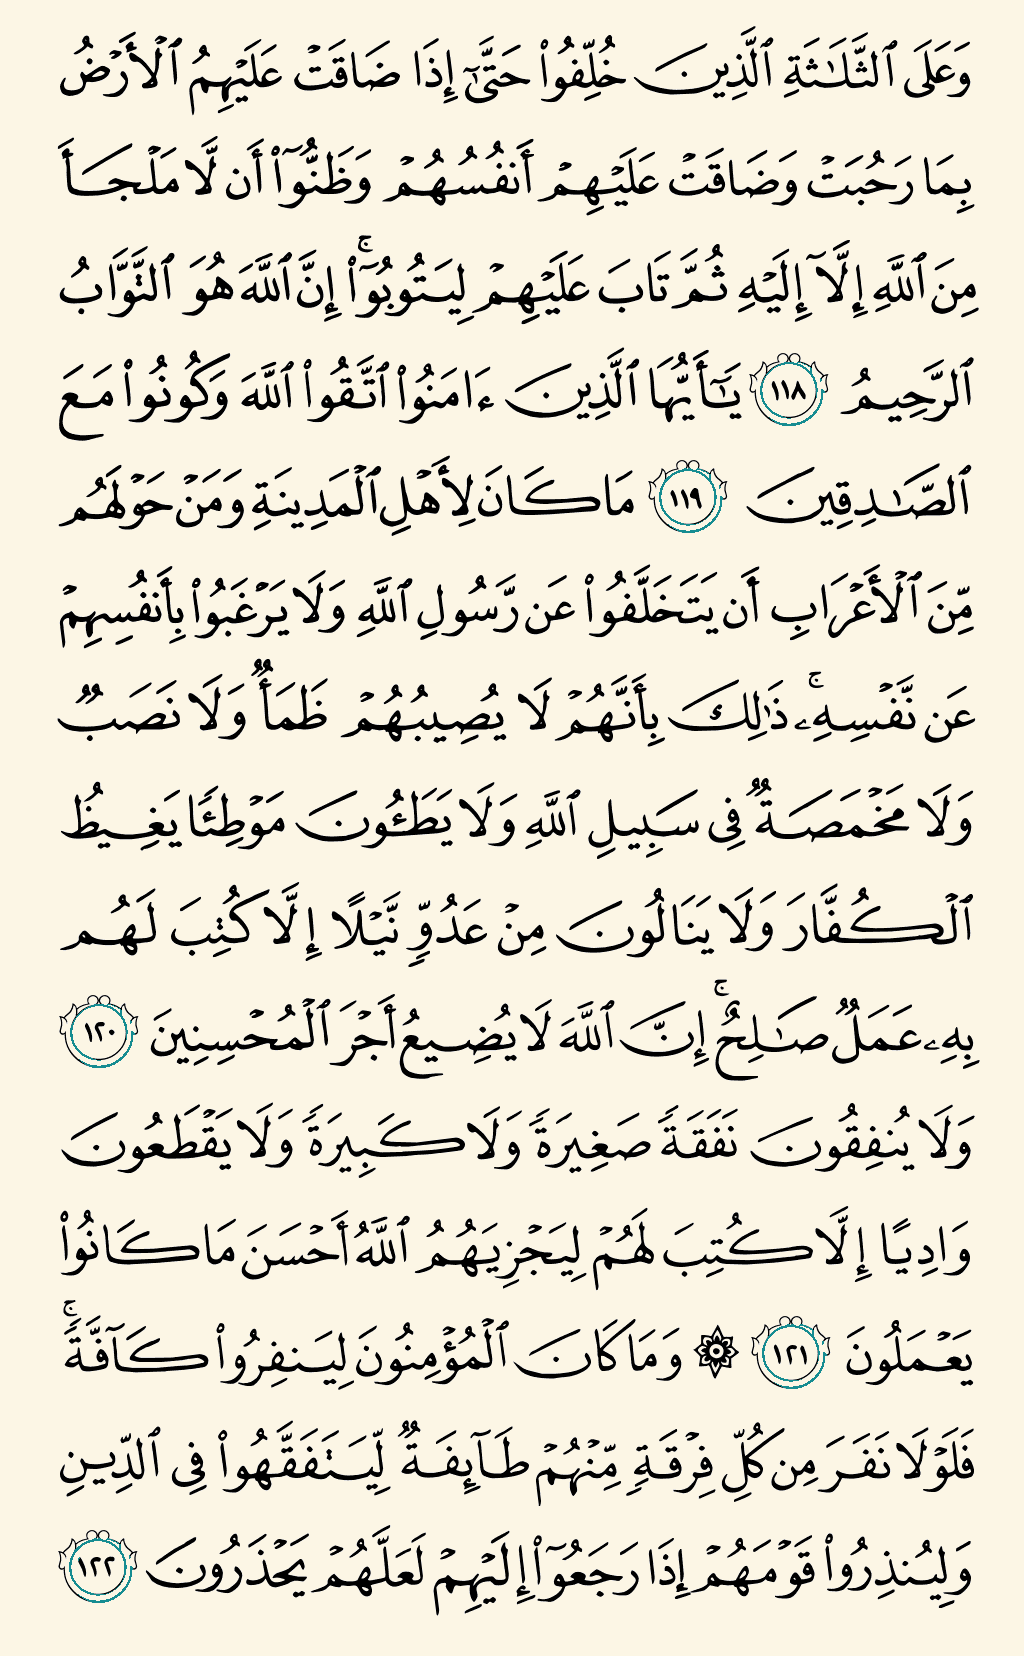 وَعَلَى ٱلثَّلَـٰثَةِ ٱلَّذِينَ خُلِّفُوا۟ حَتَّىٰٓ إِذَا ضَاقَتْ عَلَيْهِمُ ٱلْأَرْضُ
بِمَا رَحُبَتْ وَضَاقَتْ عَلَيْهِمْ أَنفُسُهُمْ وَظَنُّوٓا۟ أَن لَّا مَلْجَأَ
مِنَ ٱللَّهِ إِلَّآ إِلَيْهِ ثُمَّ تَابَ عَلَيْهِمْ لِيَتُوبُوٓا۟ ۚ إِنَّ ٱللَّهَ هُوَ ٱلتَّوَّابُ
ٱلرَّحِيمُ ١١٨ يَـٰٓأَيُّهَا ٱلَّذِينَ ءَامَنُوا۟ ٱتَّقُوا۟ ٱللَّهَ وَكُونُوا۟ مَعَ
ٱلصَّـٰدِقِينَ ١١٩ مَا كَانَ لِأَهْلِ ٱلْمَدِينَةِ وَمَنْ حَوْلَهُم
مِّنَ ٱلْأَعْرَابِ أَن يَتَخَلَّفُوا۟ عَن رَّسُولِ ٱللَّهِ وَلَا يَرْغَبُوا۟ بِأَنفُسِهِمْ
عَن نَّفْسِهِۦ ۚ ذَٰلِكَ بِأَنَّهُمْ لَا يُصِيبُهُمْ ظَمَأٌ وَلَا نَصَبٌ
وَلَا مَخْمَصَةٌ فِى سَبِيلِ ٱللَّهِ وَلَا يَطَـُٔونَ مَوْطِئًا يَغِيظُ
ٱلْكُفَّارَ وَلَا يَنَالُونَ مِنْ عَدُوٍّ نَّيْلًا إِلَّا كُتِبَ لَهُم
بِهِۦ عَمَلٌ صَـٰلِحٌ ۚ إِنَّ ٱللَّهَ لَا يُضِيعُ أَجْرَ ٱلْمُحْسِنِينَ ١٢٠
وَلَا يُنفِقُونَ نَفَقَةً صَغِيرَةً وَلَا كَبِيرَةً وَلَا يَقْطَعُونَ
وَادِيًا إِلَّا كُتِبَ لَهُمْ لِيَجْزِيَهُمُ ٱللَّهُ أَحْسَنَ مَا كَانُوا۟
يَعْمَلُونَ ١٢١ ۞ وَمَا كَانَ ٱلْمُؤْمِنُونَ لِيَنفِرُوا۟ كَآفَّةً ۚ
فَلَوْلَا نَفَرَ مِن كُلِّ فِرْقَةٍ مِّنْهُمْ طَآئِفَةٌ لِّيَتَفَقَّهُوا۟ فِى ٱلدِّينِ
وَلِيُنذِرُوا۟ قَوْمَهُمْ إِذَا رَجَعُوٓا۟ إِلَيْهِمْ لَعَلَّهُمْ يَحْذَرُونَ ١٢٢